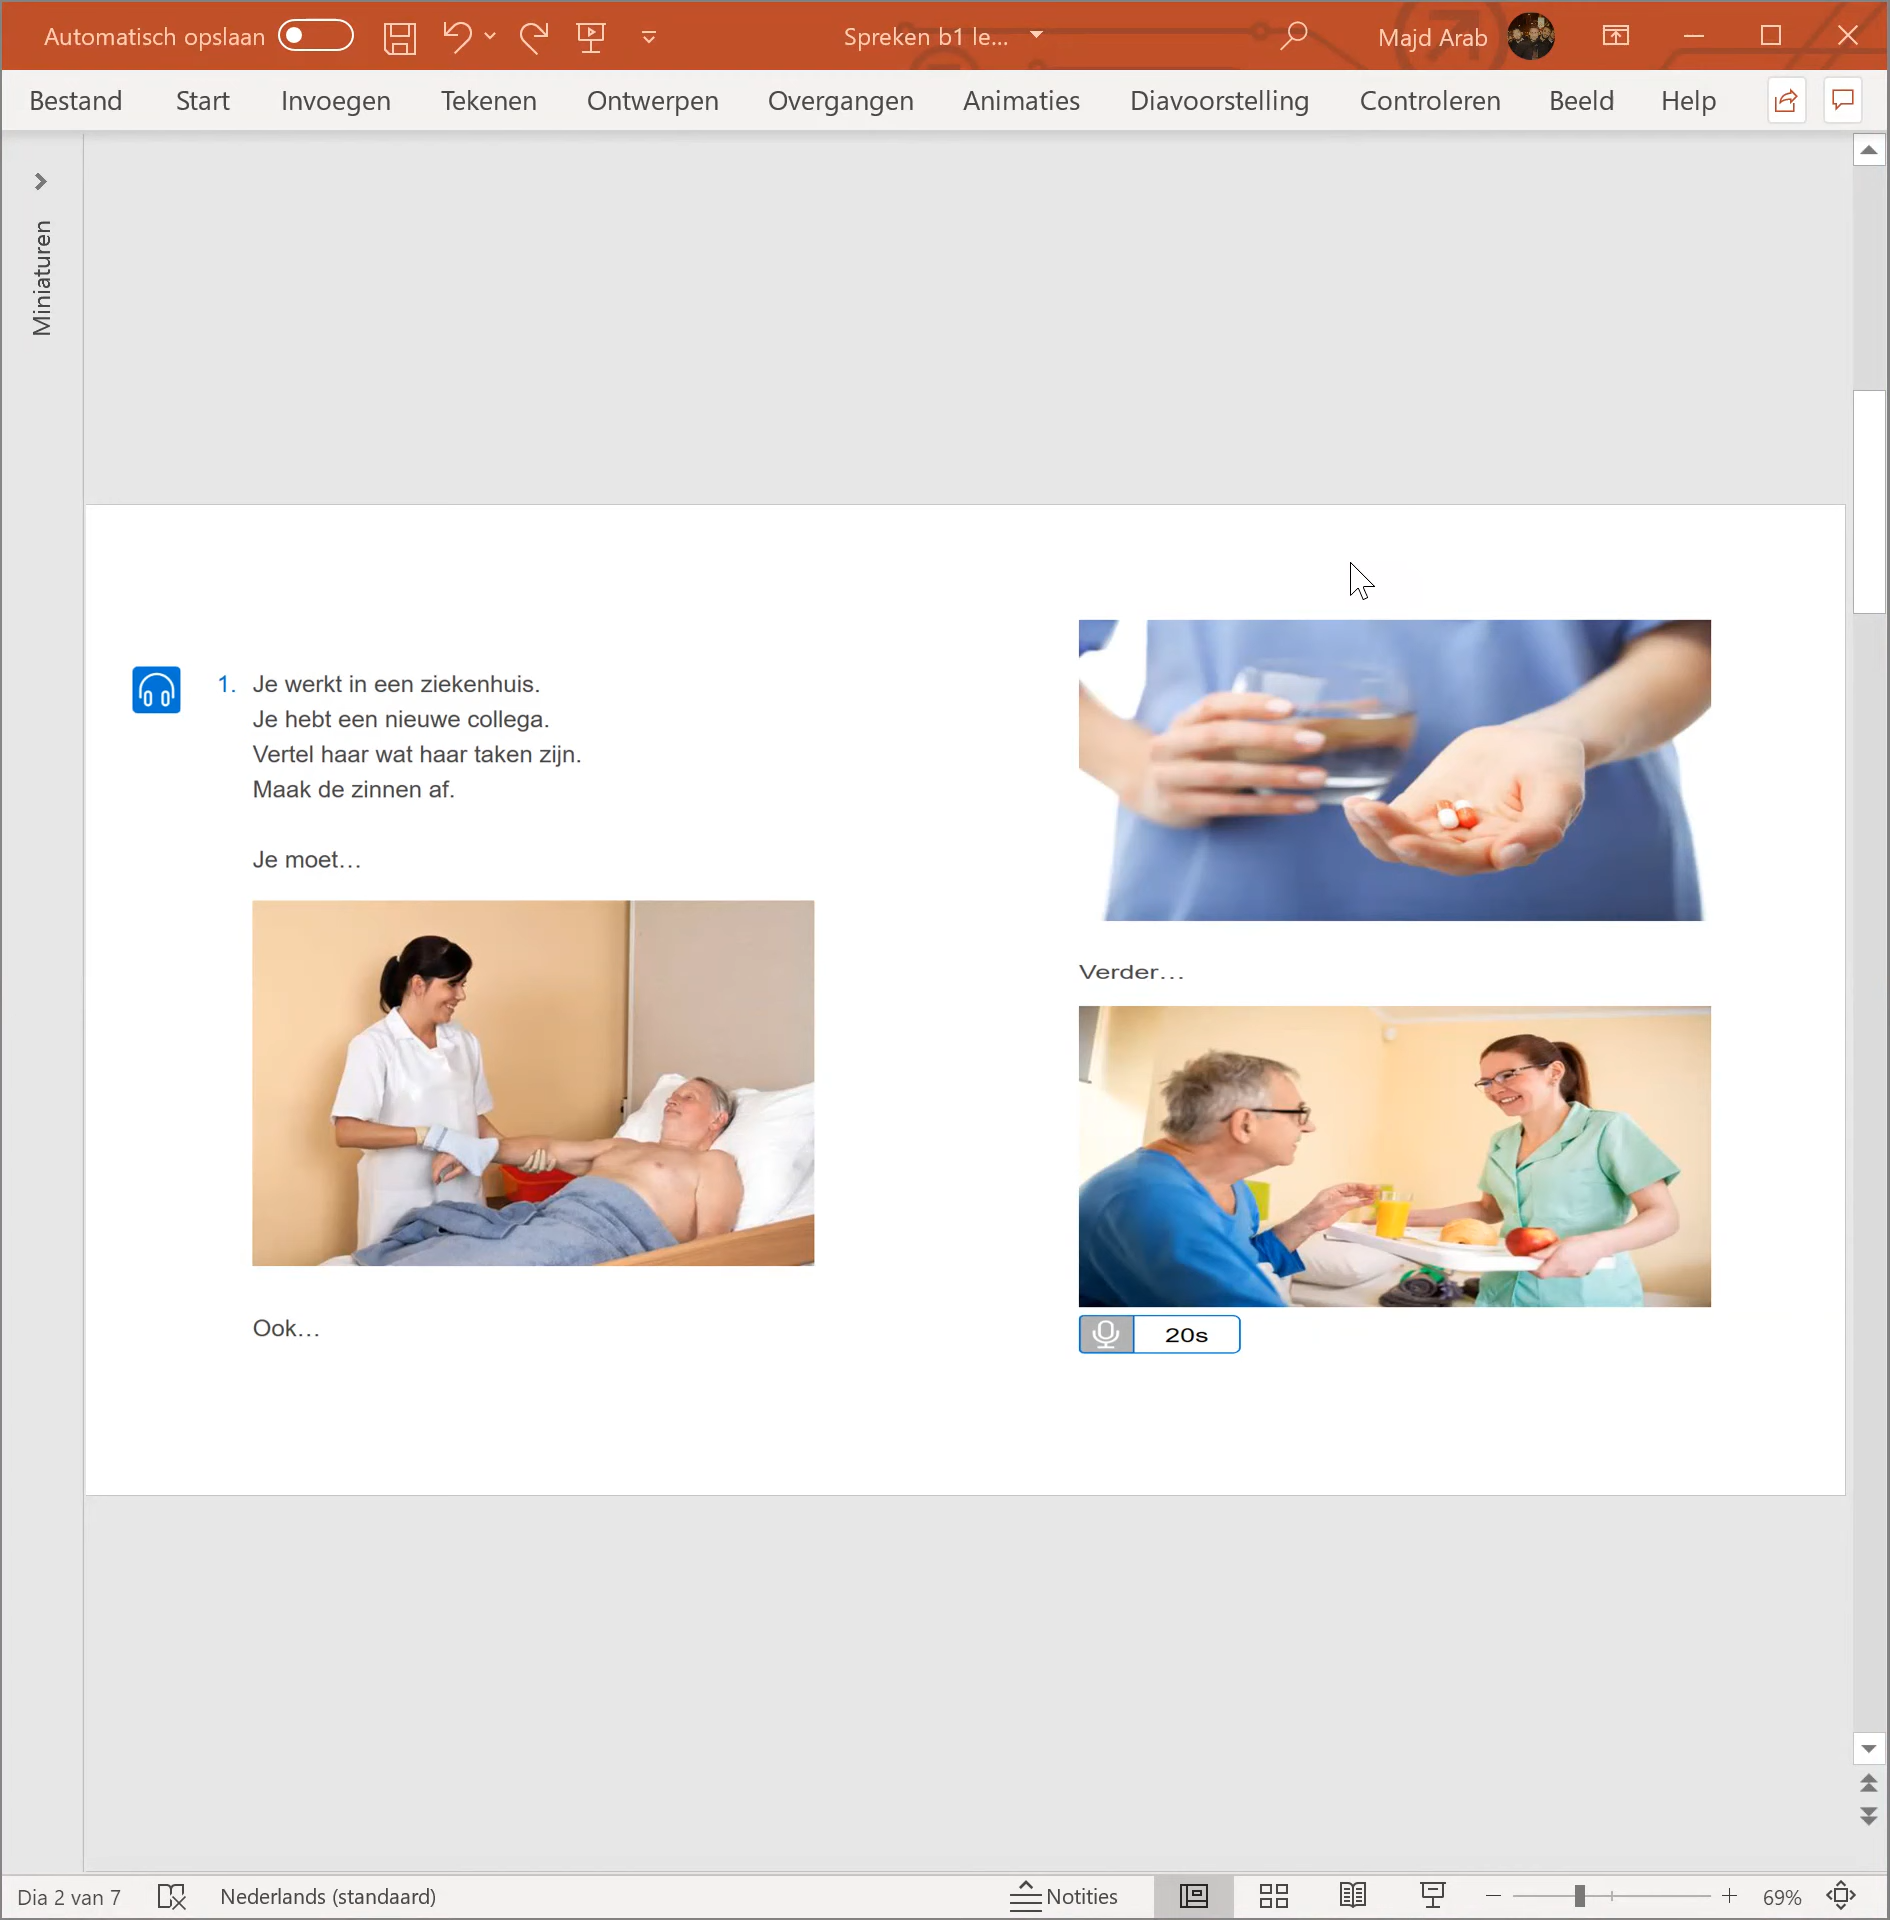 Automatisch opslaan
Spreken b1 le...
Majd Arab
Bestand Start Invoegen Tekenen Ontwerpen Overgangen Animaties Diavoorstelling Controleren Beeld Help
Miniaturen
1. Je werkt in een ziekenhuis.
Je hebt een nieuwe collega.
Vertel haar wat haar taken zijn.
Maak de zinnen af.
Je moet…
Ook…
Verder…
20s
Dia 2 van 7
Nederlands (standaard)
Notities
69%